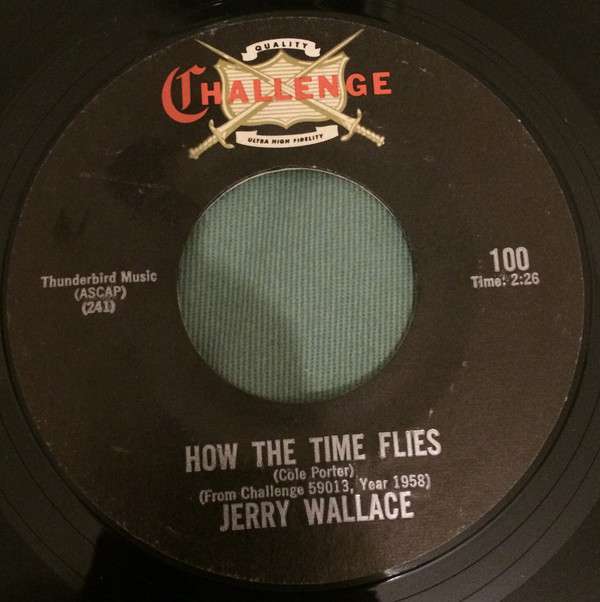 QUALITY
CHALLENGE
ULTRA HIGH FIDELITY
Thunderbird Music
(ASCAP)
(241)
100
Time: 2:26
HOW THE TIME FLIES
(Cole Porter)
(From Challenge 59013, Year 1958)
JERRY WALLACE